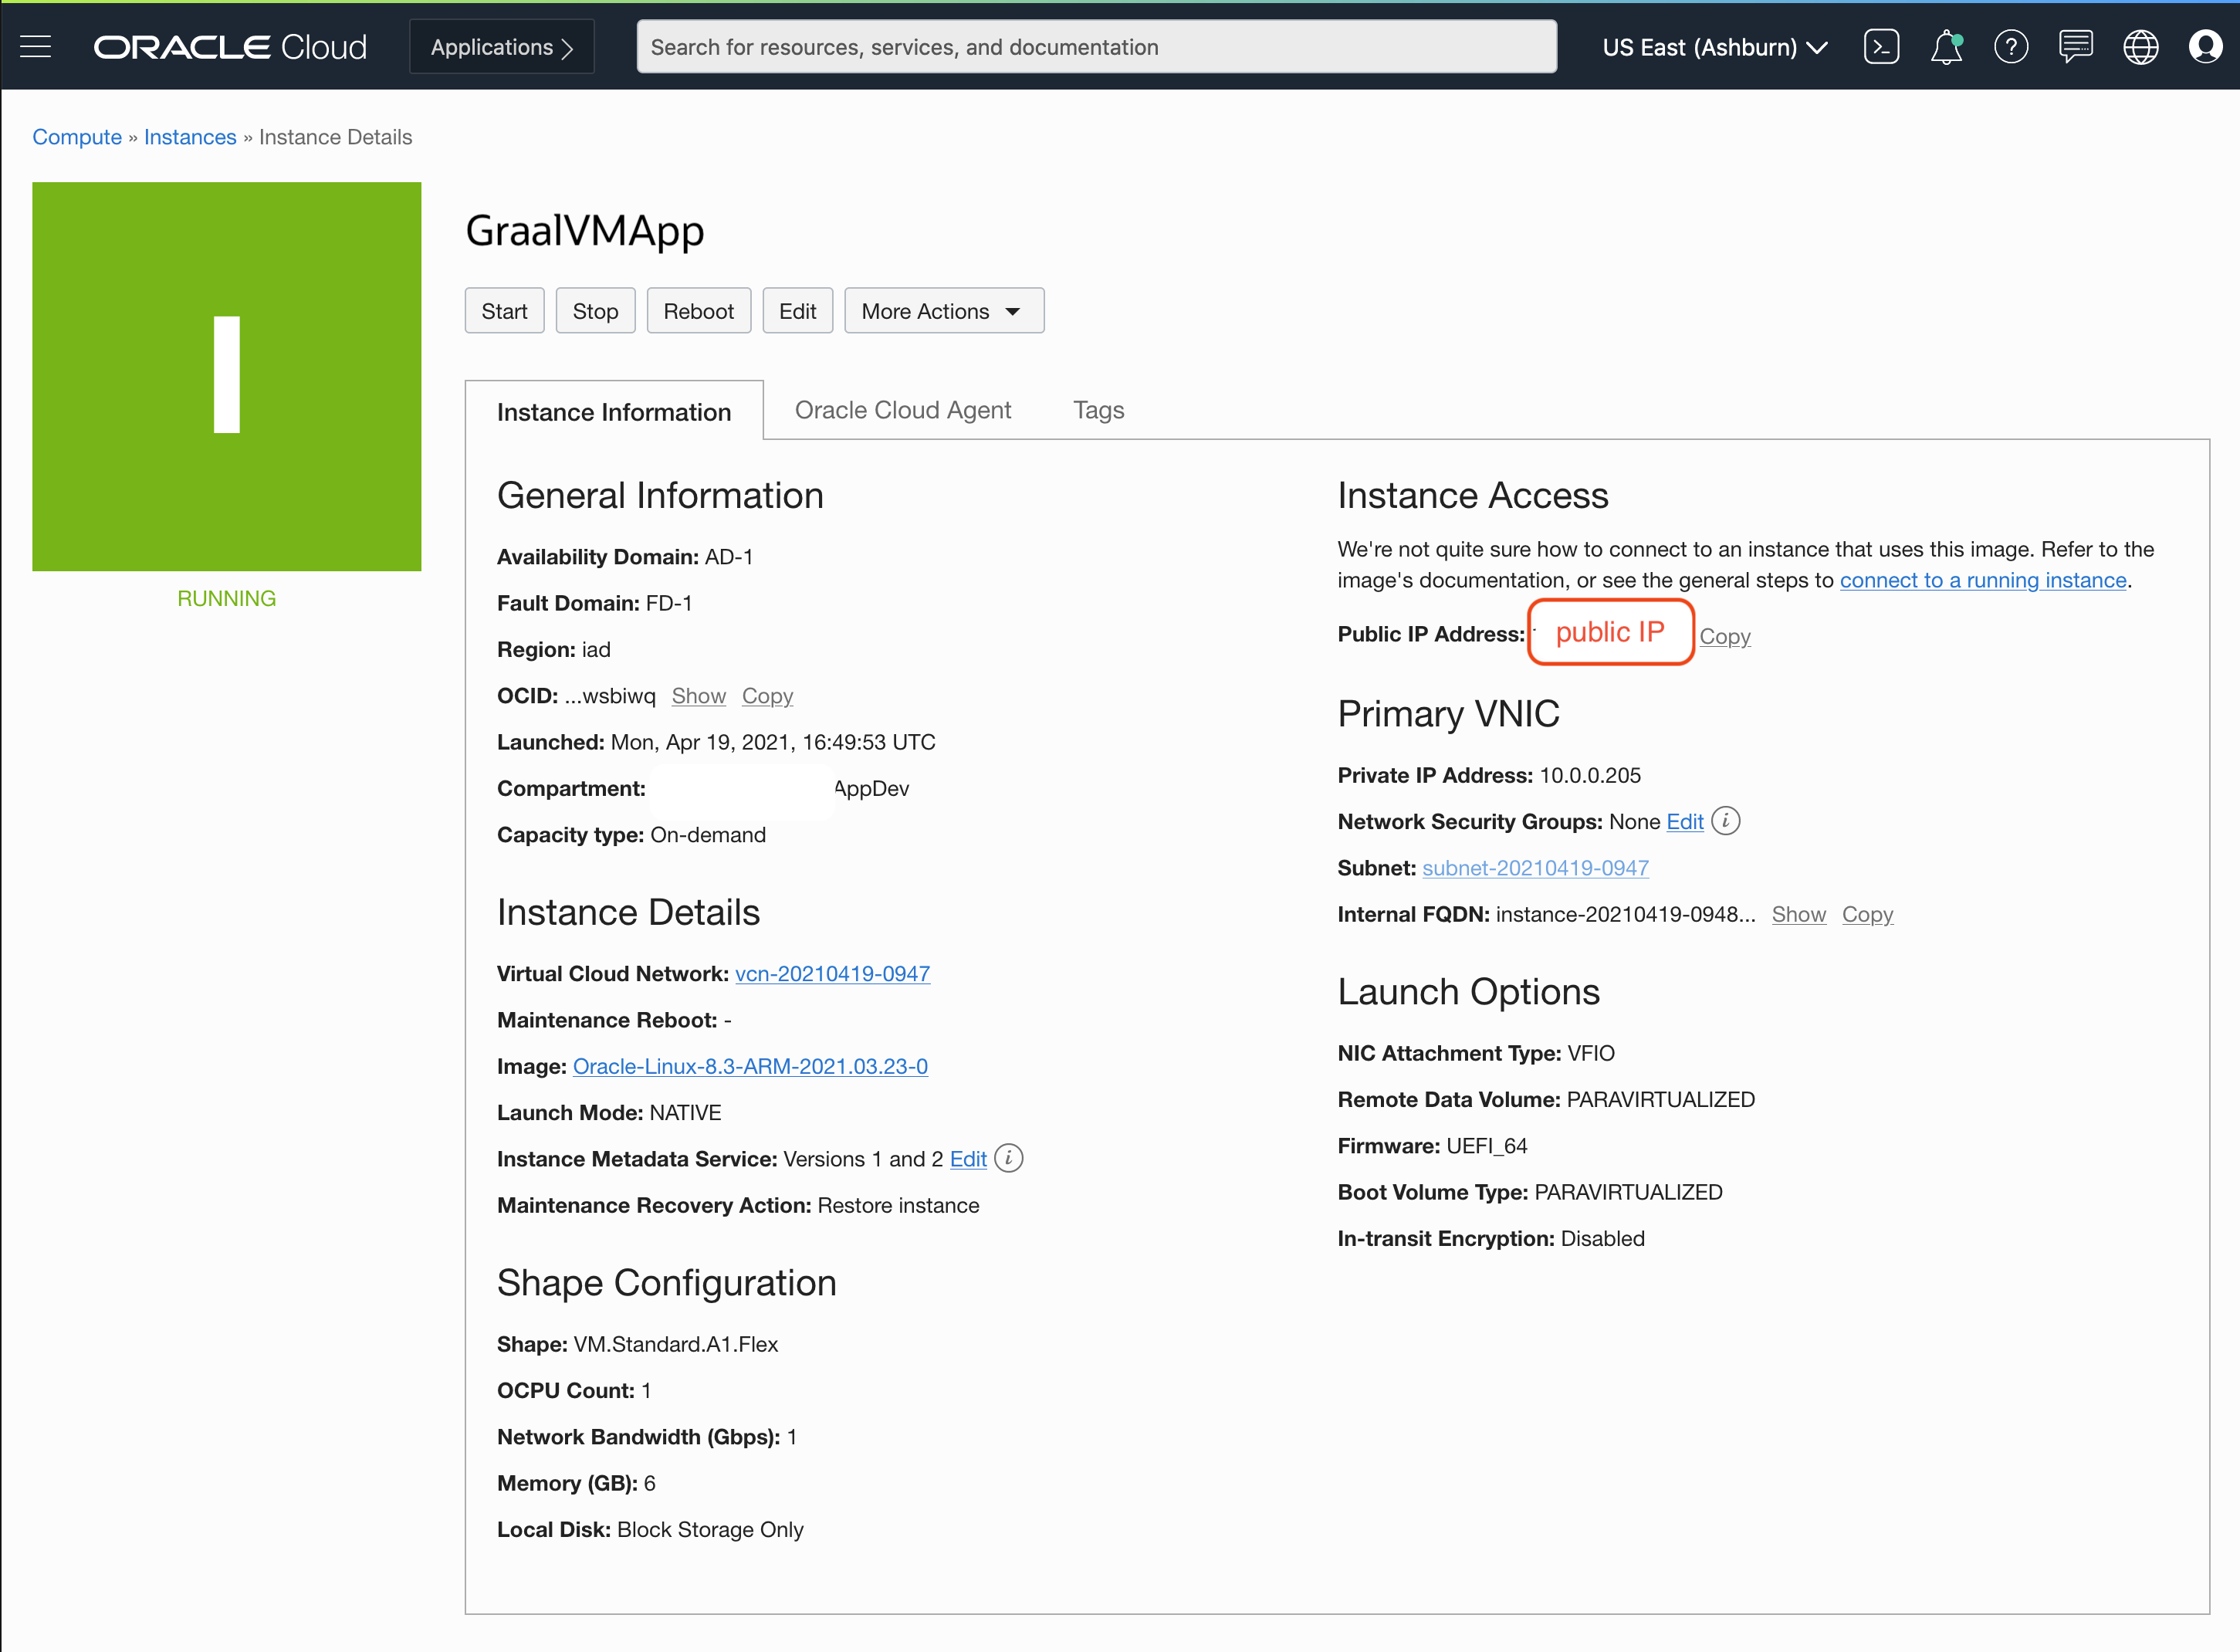 ORACLE Cloud
Applications
Search for resources, services, and documentation
US East (Ashburn)
Compute » Instances » Instance Details
I
RUNNING
GraalVMApp
Start
Stop
Reboot
Edit
More Actions
Instance Information
Oracle Cloud Agent
Tags
General Information
Availability Domain: AD-1
Fault Domain: FD-1
Region: iad
OCID: ...wsbiwq Show Copy
Launched: Mon, Apr 19, 2021, 16:49:53 UTC
Compartment: AppDev
Capacity type: On-demand
Instance Details
Virtual Cloud Network: vcn-20210419-0947
Maintenance Reboot: -
Image: Oracle-Linux-8.3-ARM-2021.03.23-0
Launch Mode: NATIVE
Instance Metadata Service: Versions 1 and 2 Edit i
Maintenance Recovery Action: Restore instance
Shape Configuration
Shape: VM.Standard.A1.Flex
OCPU Count: 1
Network Bandwidth (Gbps): 1
Memory (GB): 6
Local Disk: Block Storage Only
Instance Access
We're not quite sure how to connect to an instance that uses this image. Refer to the
image's documentation, or see the general steps to connect to a running instance.
Public IP Address: public IP Copy
Primary VNIC
Private IP Address: 10.0.0.205
Network Security Groups: None Edit i
Subnet: subnet-20210419-0947
Internal FQDN: instance-20210419-0948... Show Copy
Launch Options
NIC Attachment Type: VFIO
Remote Data Volume: PARAVIRTUALIZED
Firmware: UEFI_64
Boot Volume Type: PARAVIRTUALIZED
In-transit Encryption: Disabled